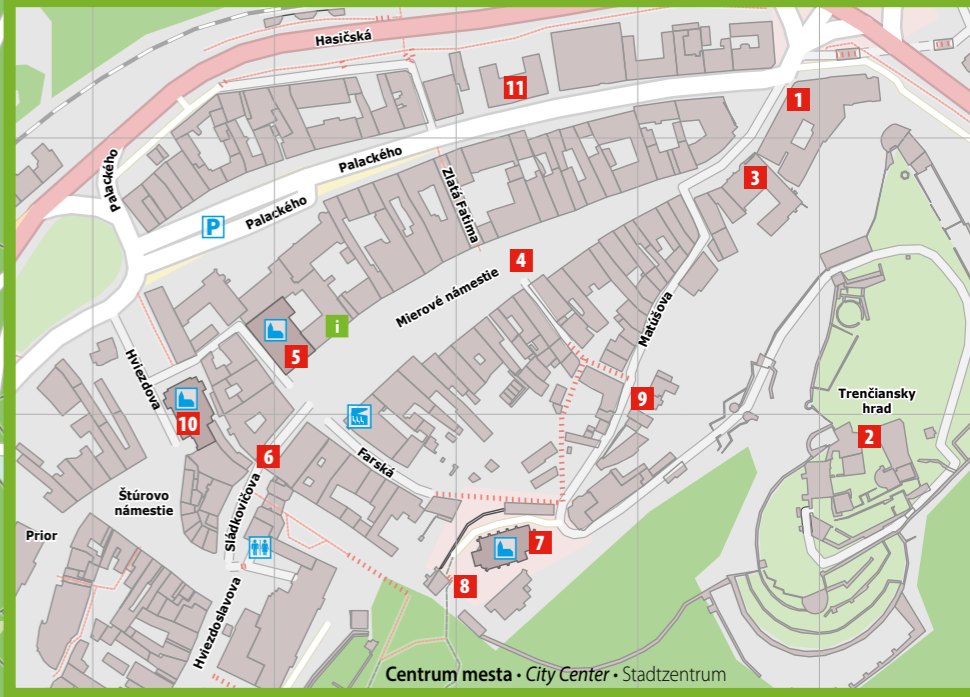 Hasičská
11
1
Palackého
Palackého
Zlatá Fatima
3
P
Palackého
4
Mierové námestie
Matúšova
i
5
Hviezdova
Trenčiansky
hrad
9
10
2
6
Farská
Štúrovo
námestie
Sládkovičova
Prior
7
8
Hviezdoslavova
Centrum mesta · City Center · Stadtzentrum